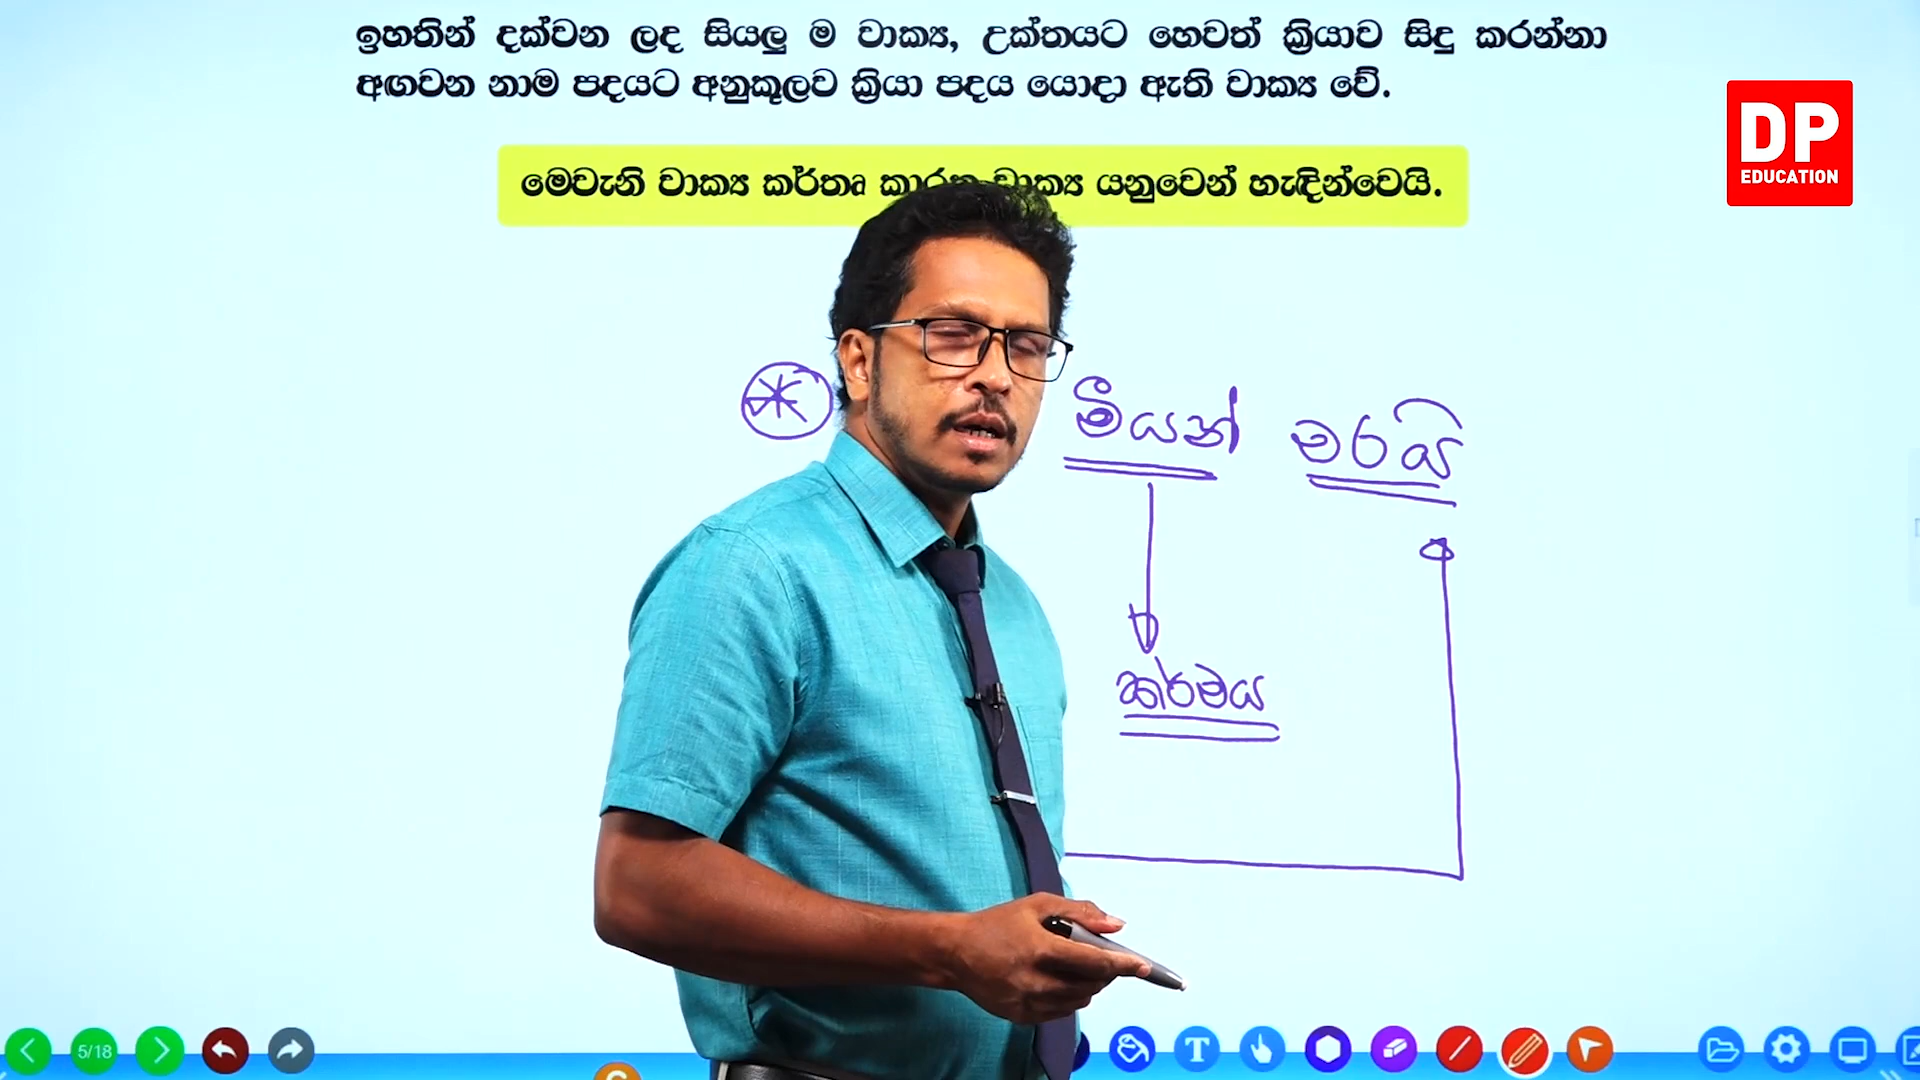 ඉහතින් දක්වන ලද සියලු ම වාක්‍ය, උක්තයට හෙවත් ක්‍රියාව සිදු කරන්නා
අඟවන නාම පදයට අනුකූලව ක්‍රියා පදය යොදා ඇති වාක්‍ය වේ.
DP
EDUCATION
මෙවැනි වාක්‍ය කර්තෘ වාක්‍ය යනුවෙන් හැඳින්වෙයි.
මීයන් මරයි
කර්මය
5/18
T